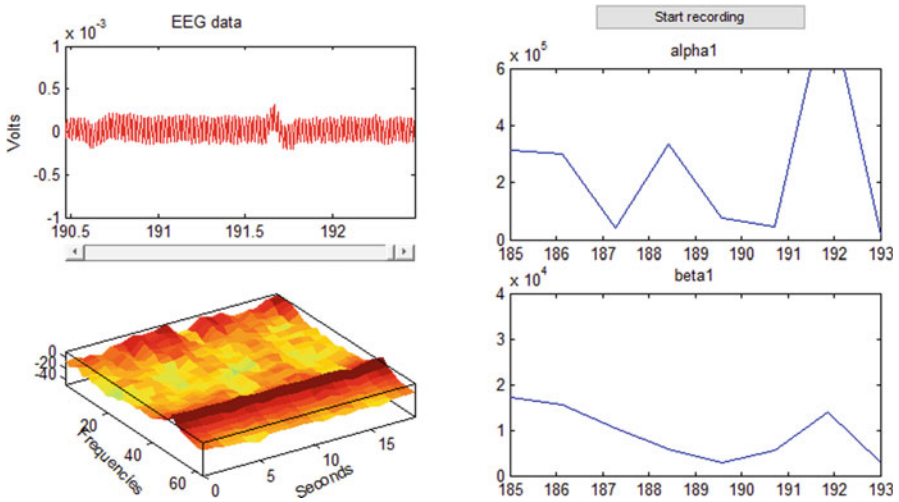 EEG data
x 10-3
1
0.5
0
-0.5
-1
Volts
190.5 191 191.5 192
0
-20
-40
20
40
60
Frequencies
0 5 10 15
Seconds
Start recording
alpha1
x 10^5
6
4
2
0
185 186 187 188 189 190 191 192 193
beta1
x 10^4
4
3
2
1
0
185 186 187 188 189 190 191 192 193